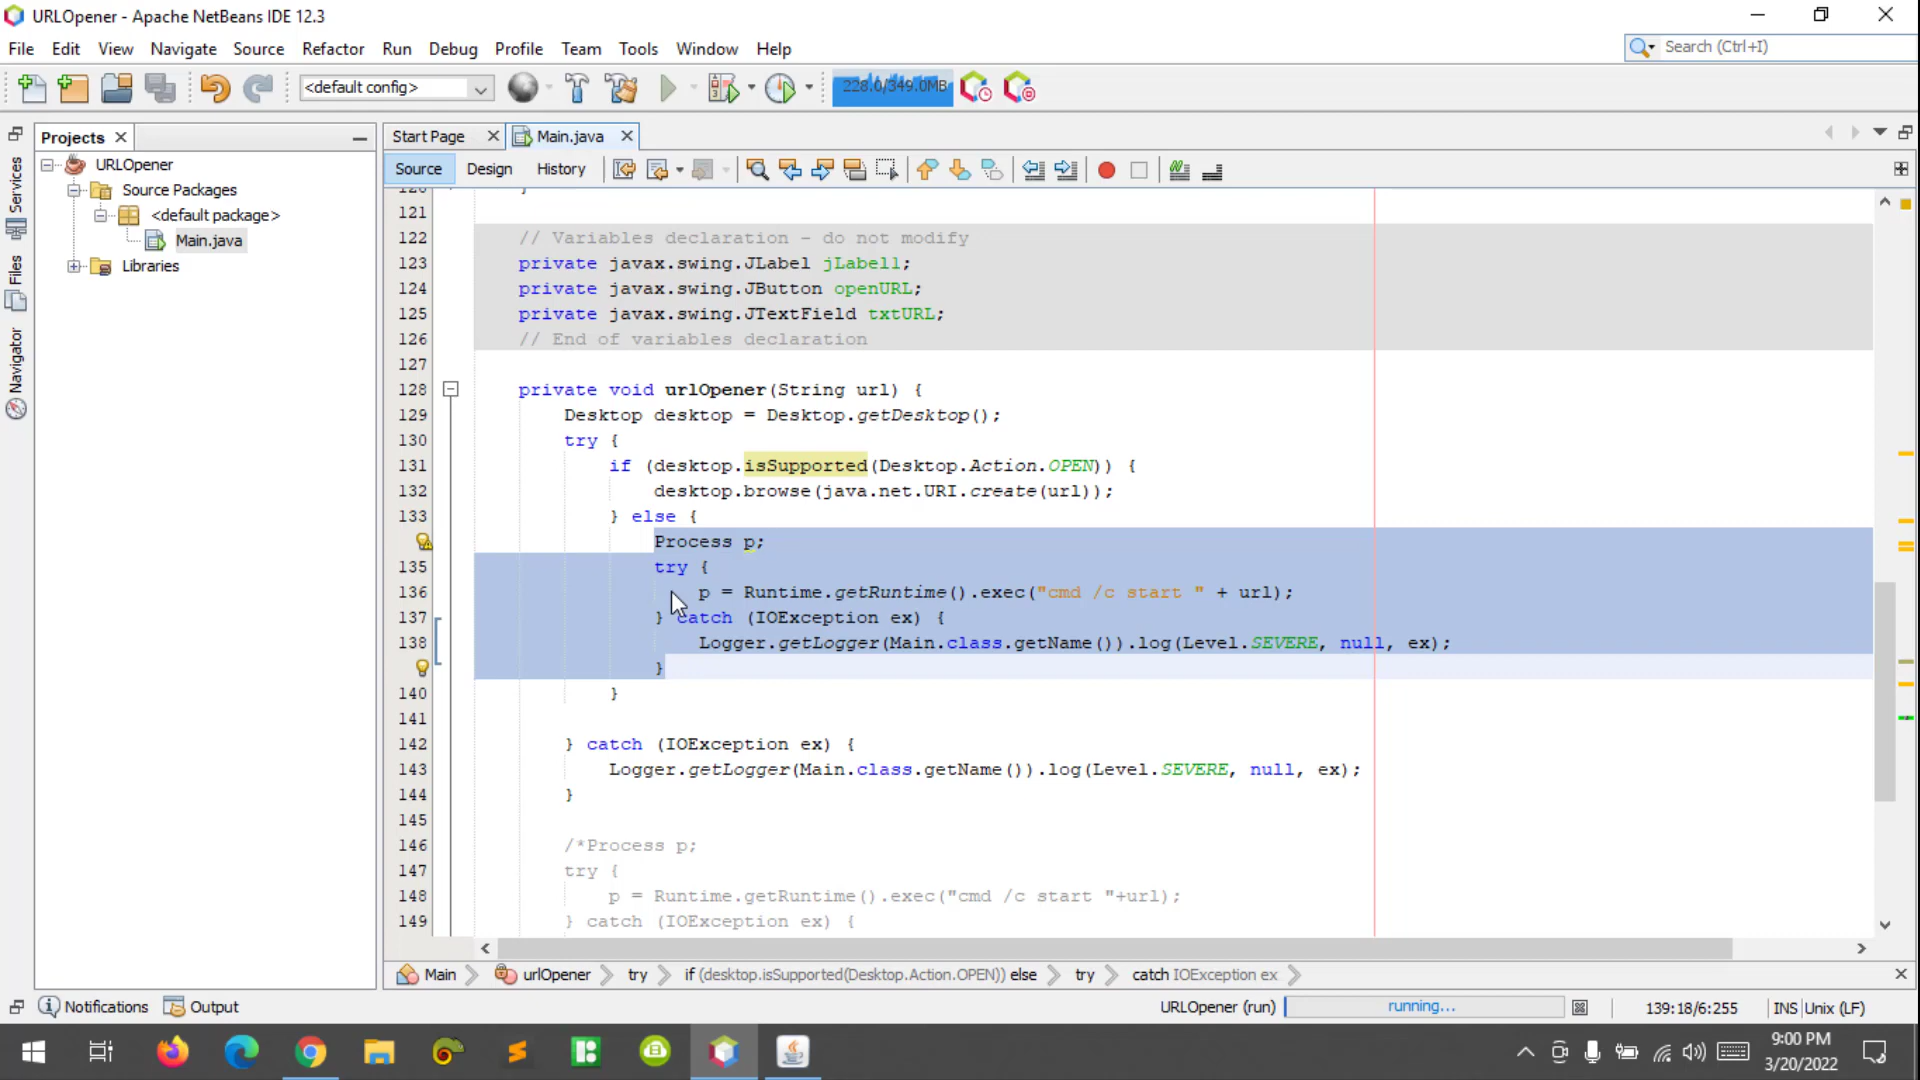 URLOpener - Apache NetBeans IDE 12.3
File Edit View Navigate Source Refactor Run Debug Profile Team Tools Window Help
Search (Ctrl+I)
<default config>
228.0/349.0MB
Projects
Start Page
Main.java
URLOpener
Source Packages
<default package>
Main.java
Libraries
Services
Files
Navigator
Source Design History
121
122 // Variables declaration - do not modify
123 private javax.swing.JLabel jLabel1;
124 private javax.swing.JButton openURL;
125 private javax.swing.JTextField txtURL;
126 // End of variables declaration
127
128 private void urlOpener(String url) {
129 Desktop desktop = Desktop.getDesktop();
130 try {
131 if (desktop.isSupported(Desktop.Action.OPEN)) {
132 desktop.browse(java.net.URI.create(url));
133 } else {
Process p;
135 try {
136 p = Runtime.getRuntime().exec("cmd /c start " + url);
137 } catch (IOException ex) {
138 Logger.getLogger(Main.class.getName()).log(Level.SEVERE, null, ex);
}
140 }
141
142 } catch (IOException ex) {
143 Logger.getLogger(Main.class.getName()).log(Level.SEVERE, null, ex);
144 }
145
146 /*Process p;
147 try {
148 p = Runtime.getRuntime().exec("cmd /c start "+url);
149 } catch (IOException ex) {
Main urlOpener try if (desktop.isSupported(Desktop.Action.OPEN)) else try catch IOException ex
Notifications Output
URLOpener (run) running... 139:18/6:255 INS Unix (LF)
9:00 PM
3/20/2022